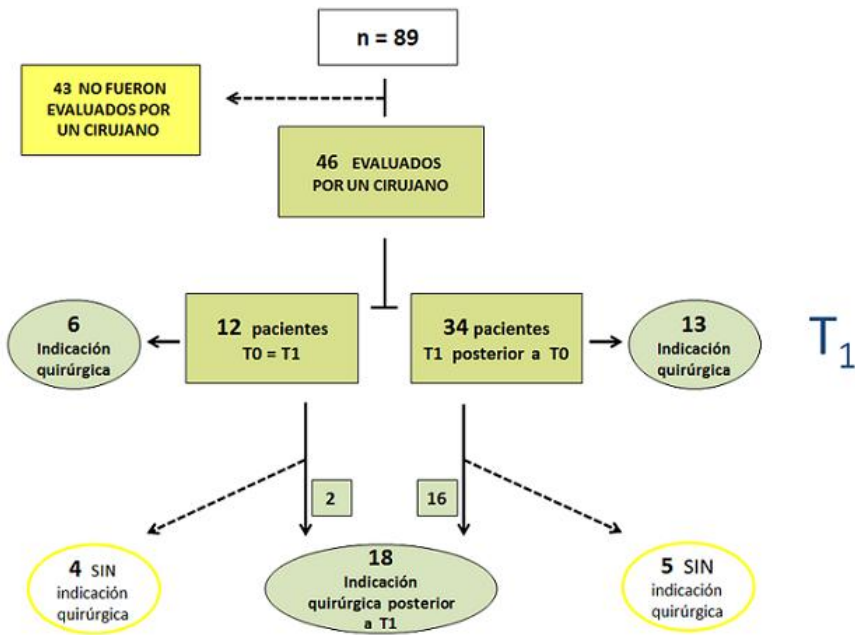 n = 89
43 NO FUERON
EVALUADOS POR
UN CIRUJANO
46 EVALUADOS
POR UN CIRUJANO
6
Indicación
quirúrgica
12 pacientes
T0 = T1
34 pacientes
T1 posterior a T0
13
Indicación
quirúrgica
T1
2
16
4 SIN
indicación
quirúrgica
18
Indicación
quirúrgica posterior
a T1
5 SIN
indicación
quirúrgica